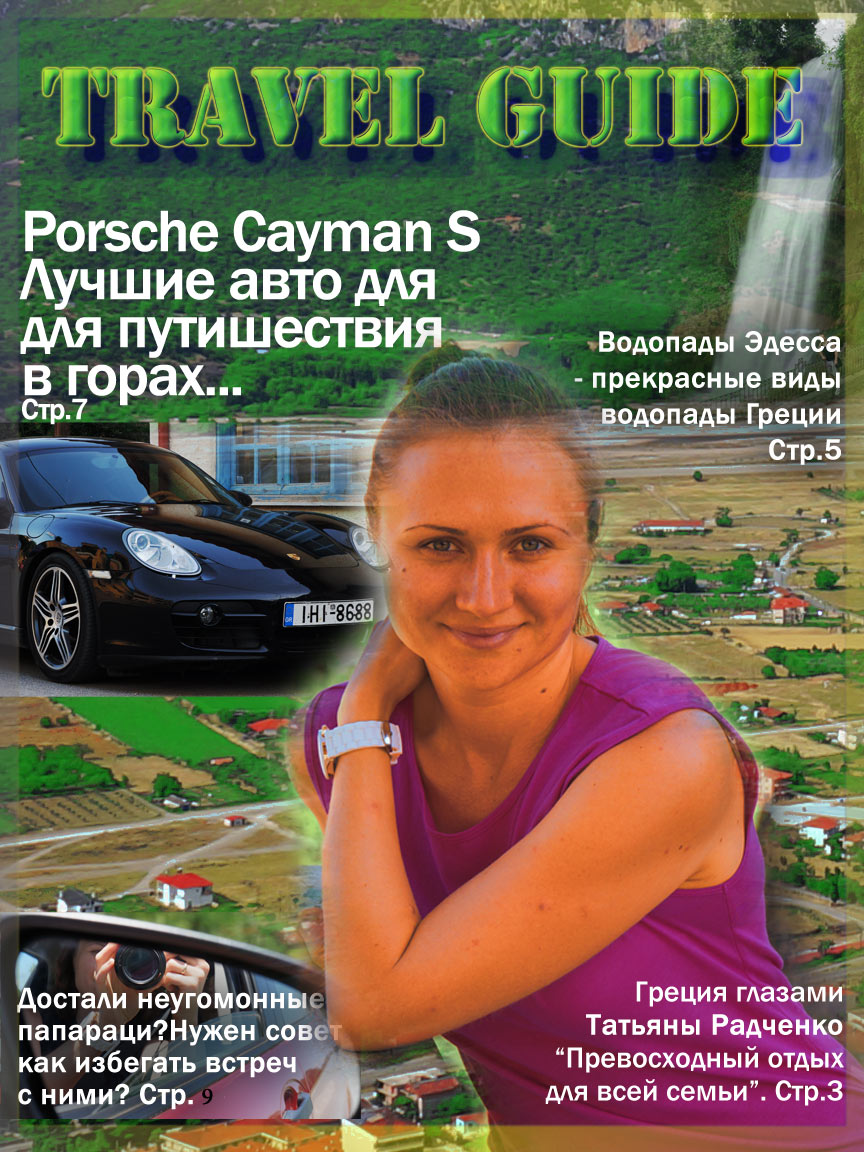 TRAVEL GUIDE
Porsche Cayman S
Лучшие авто для
для путишествия
в горах...
Стр.7
Водопады Эдесса
- прекрасные виды
водопады Греции
Стр.5
GR IHI-8688
Достали неугомонные
папараци?Нужен совет
как избегать встреч
с ними? Стр. 9
Греция глазами
Татьяны Радченко
“Превосходный отдых
для всей семьи”. Стр.3